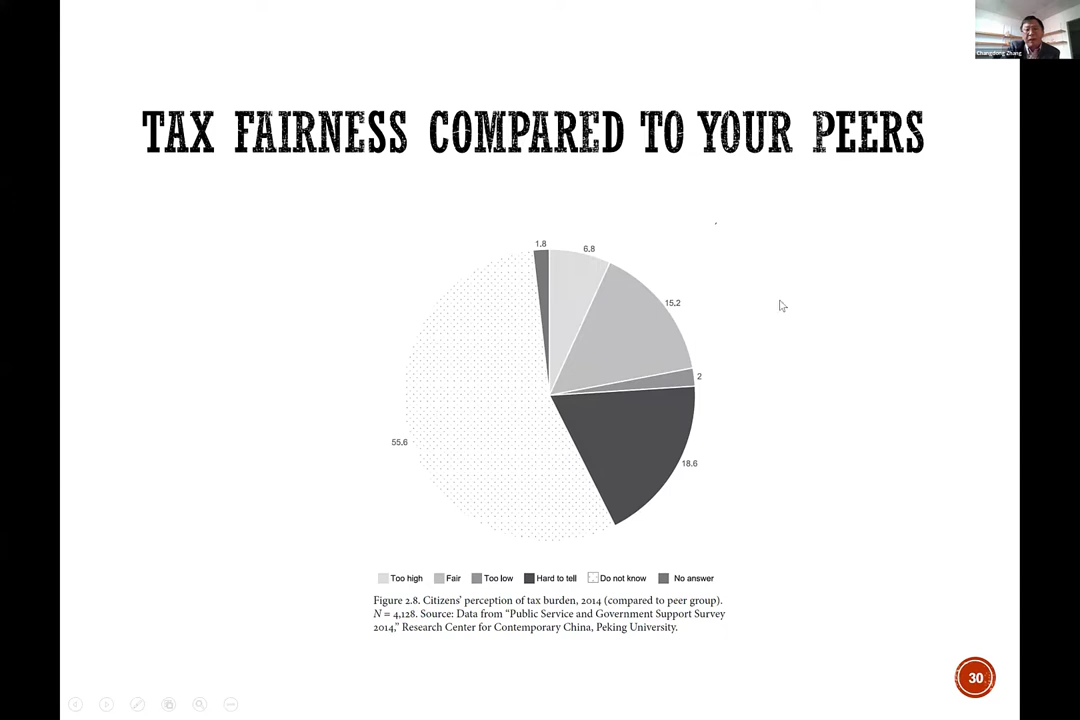 Changdong Zhang
TAX FAIRNESS COMPARED TO YOUR PEERS
1.8
6.8
15.2
2
18.6
55.6
Too high Fair Too low Hard to tell Do not know No answer
Figure 2.8. Citizens' perception of tax burden, 2014 (compared to peer group).
N = 4,128. Source: Data from “Public Service and Government Support Survey
2014,” Research Center for Contemporary China, Peking University.
30